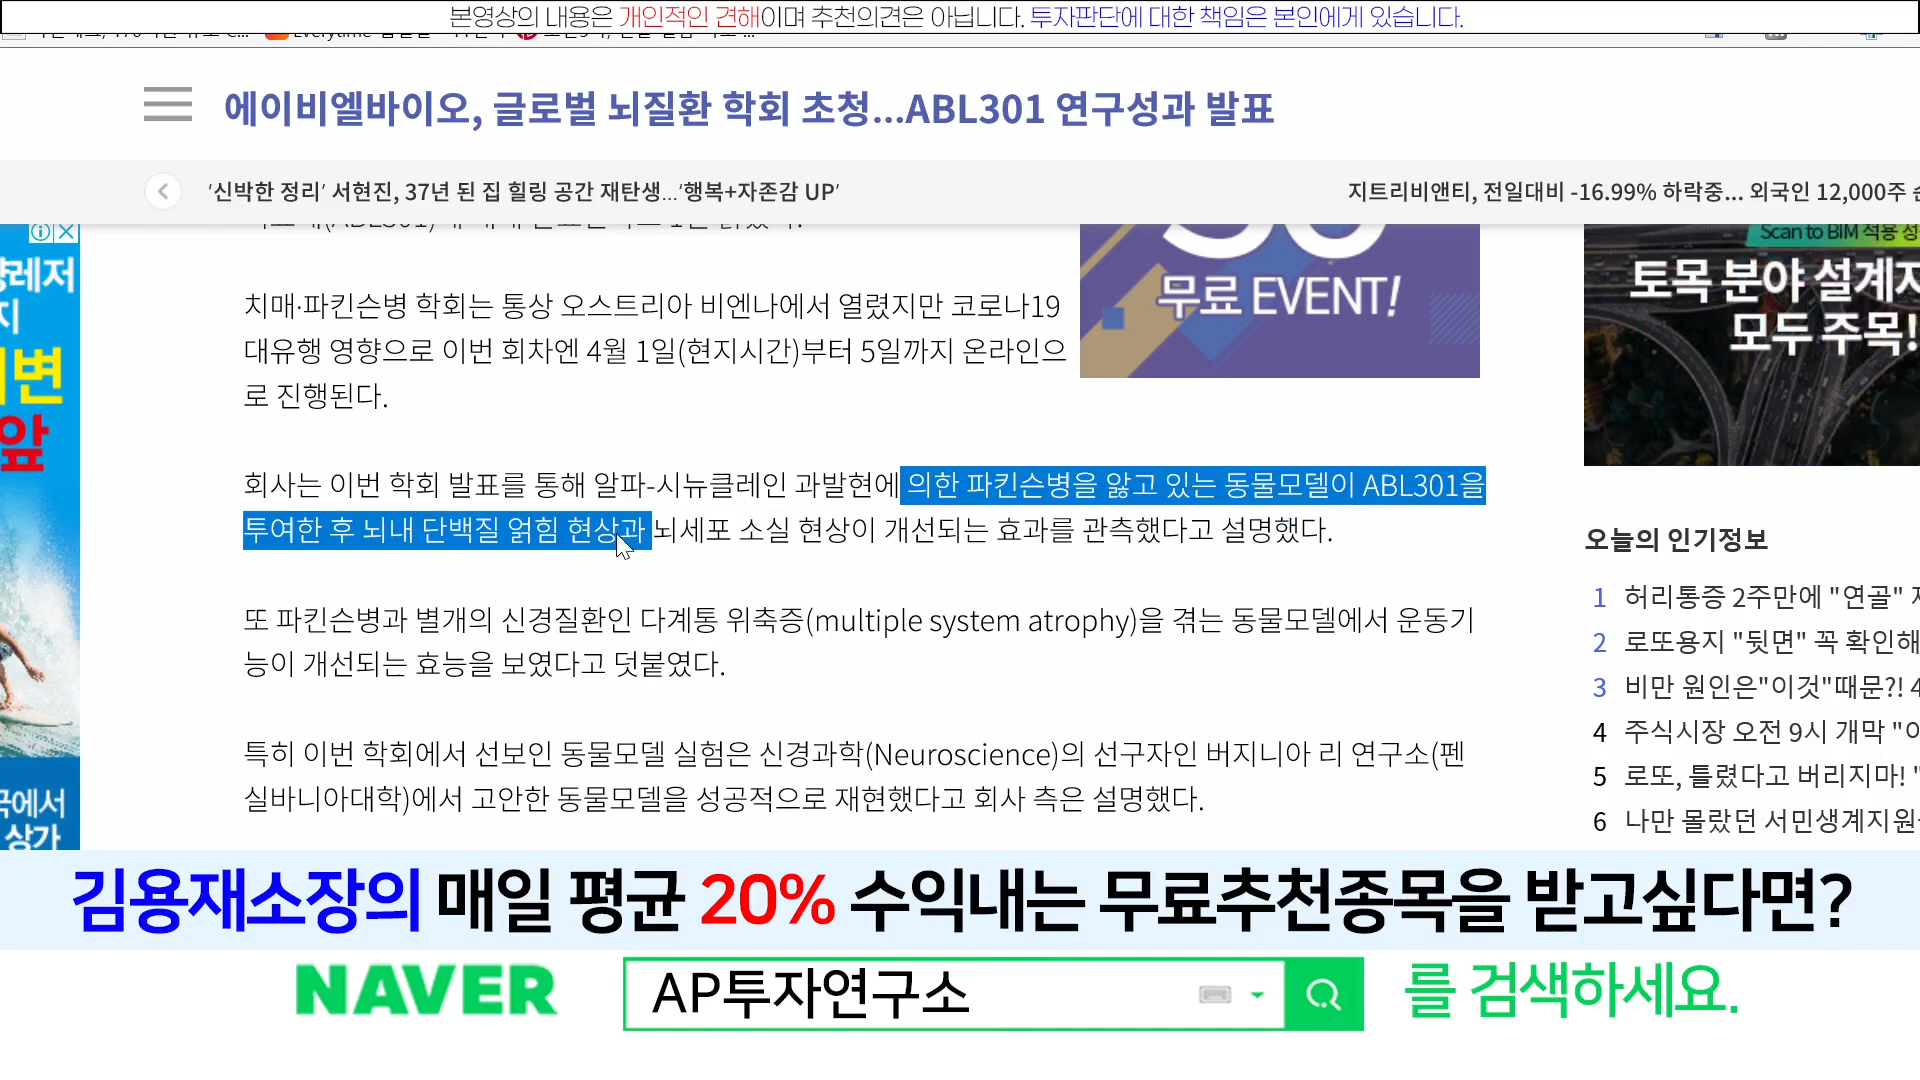 본영상의 내용은 개인적인 견해이며 추천의견은 아닙니다. 투자판단에 대한 책임은 본인에게 있습니다.
에이비엘바이오, 글로벌 뇌질환 학회 초청...ABL301 연구성과 발표
'신박한 정리' 서현진, 37년 된 집 힐링 공간 재탄생…'행복+자존감 UP'
지트리비앤티, 전일대비 -16.99% 하락중... 외국인 12,000주
치매·파킨슨병 학회는 통상 오스트리아 비엔나에서 열렸지만 코로나19
대유행 영향으로 이번 회차엔 4월 1일(현지시간)부터 5일까지 온라인으
로 진행된다.
회사는 이번 학회 발표를 통해 알파-시뉴클레인 과발현에 의한 파킨슨병을 앓고 있는 동물모델이 ABL301을
투여한 후 뇌내 단백질 얽힘 현상과 뇌세포 소실 현상이 개선되는 효과를 관측했다고 설명했다.
또 파킨슨병과 별개의 신경질환인 다계통 위축증(multiple system atrophy)을 겪는 동물모델에서 운동기
능이 개선되는 효능을 보였다고 덧붙였다.
특히 이번 학회에서 선보인 동물모델 실험은 신경과학(Neuroscience)의 선구자인 버지니아 리 연구소(펜
실바니아대학)에서 고안한 동물모델을 성공적으로 재현했다고 회사 측은 설명했다.
무료 EVENT!
Scan to BIM 적용
토목 분야 설계
모두 주목!
오늘의 인기정보
1 허리통증 2주만에 "연골"
2 로또용지 "뒷면" 꼭 확인해
3 비만 원인은"이것"때문?!
4 주식시장 오전 9시 개막
5 로또, 틀렸다고 버리지마!
6 나만 몰랐던 서민생계지원
레저
지
변
앞
국에서
상가
김용재소장의 매일 평균 20% 수익내는 무료추천종목을 받고싶다면?
NAVER AP투자연구소 를 검색하세요.